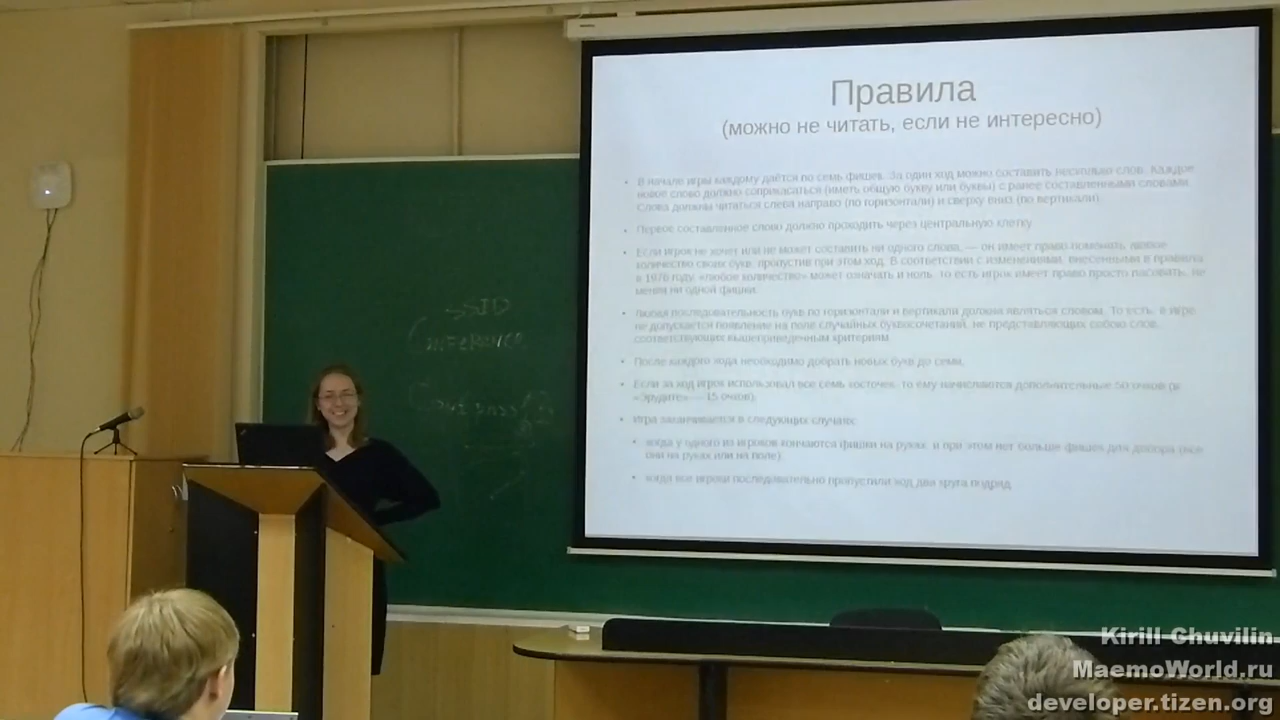 Правила
(можно не читать, если не интересно)
• В начале игры каждому даётся по семь фишек. За один ход можно составить несколько слов. Каждое
новое слово должно соприкасаться (иметь общую букву или буквы) с ранее составленными словами.
Слова должны читаться слева направо (по горизонтали) и сверху вниз (по вертикали).
• Первое составленное слово должно проходить через центральную клетку.
• Если игрок не хочет или не может составить ни одного слова, — он имеет право поменять любое
количество своих букв, пропустив при этом ход. В соответствии с изменениями, внесенными в правила
в 1976 году, «любое количество» может означать и ноль, то есть игрок имеет право просто пасовать, не
меняя ни одной фишки.
• Любая последовательность букв по горизонтали и вертикали должна являться словом. То есть, в игре
не допускается появление на поле случайных буквосочетаний, не представляющих собою слов,
соответствующих вышеприведенным критериям.
• После каждого хода необходимо добрать новых букв до семи.
• Если за ход игрок использовал все семь косточек, то ему начисляются дополнительные 50 очков (в
«Эрудите» — 15 очков).
• Игра заканчивается в следующих случаях:
• когда у одного из игроков кончаются фишки на руках, и при этом нет больше фишек для добора (все
они на руках или на поле).
• когда все игроки последовательно пропустили ход два круга подряд.
SSID
CONFERENCE
Kirill Chuvilin
MaemoWorld.ru
developer.tizen.org